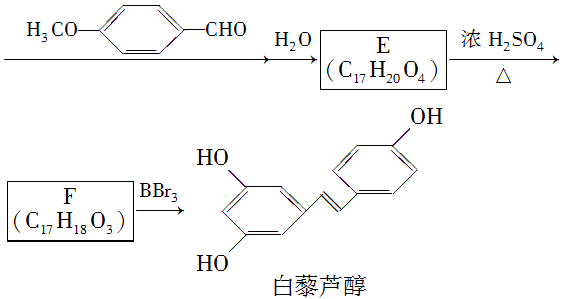 H₃CO CHO H₂O E (C₁₇H₂₀O₄) 浓 H₂SO₄ △
F (C₁₇H₁₈O₃) BBr₃ HO HO OH
白藜芦醇